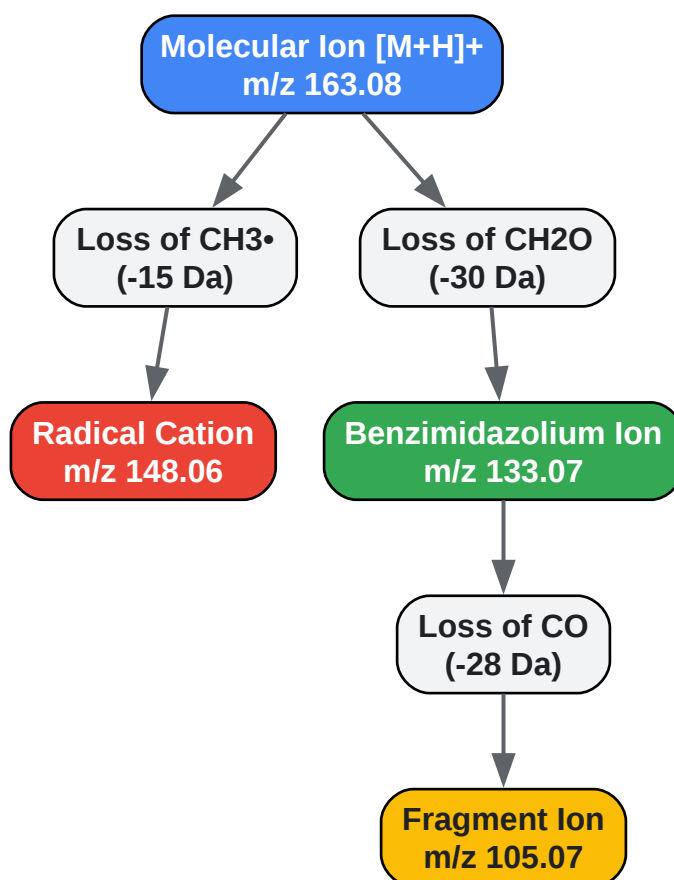 Molecular Ion [M+H]+
m/z 163.08
Loss of CH3•
(-15 Da)
Loss of CH2O
(-30 Da)
Radical Cation
m/z 148.06
Benzimidazolium Ion
m/z 133.07
Loss of CO
(-28 Da)
Fragment Ion
m/z 105.07